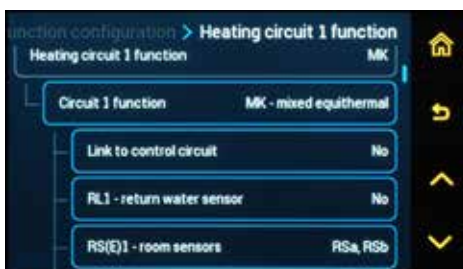 unction configuration > Heating circuit 1 function
Heating circuit 1 function MK
Circuit 1 function MK - mixed equithermal
Link to control circuit No
RL1 - return water sensor No
RS(E)1 - room sensors RSa, RSb